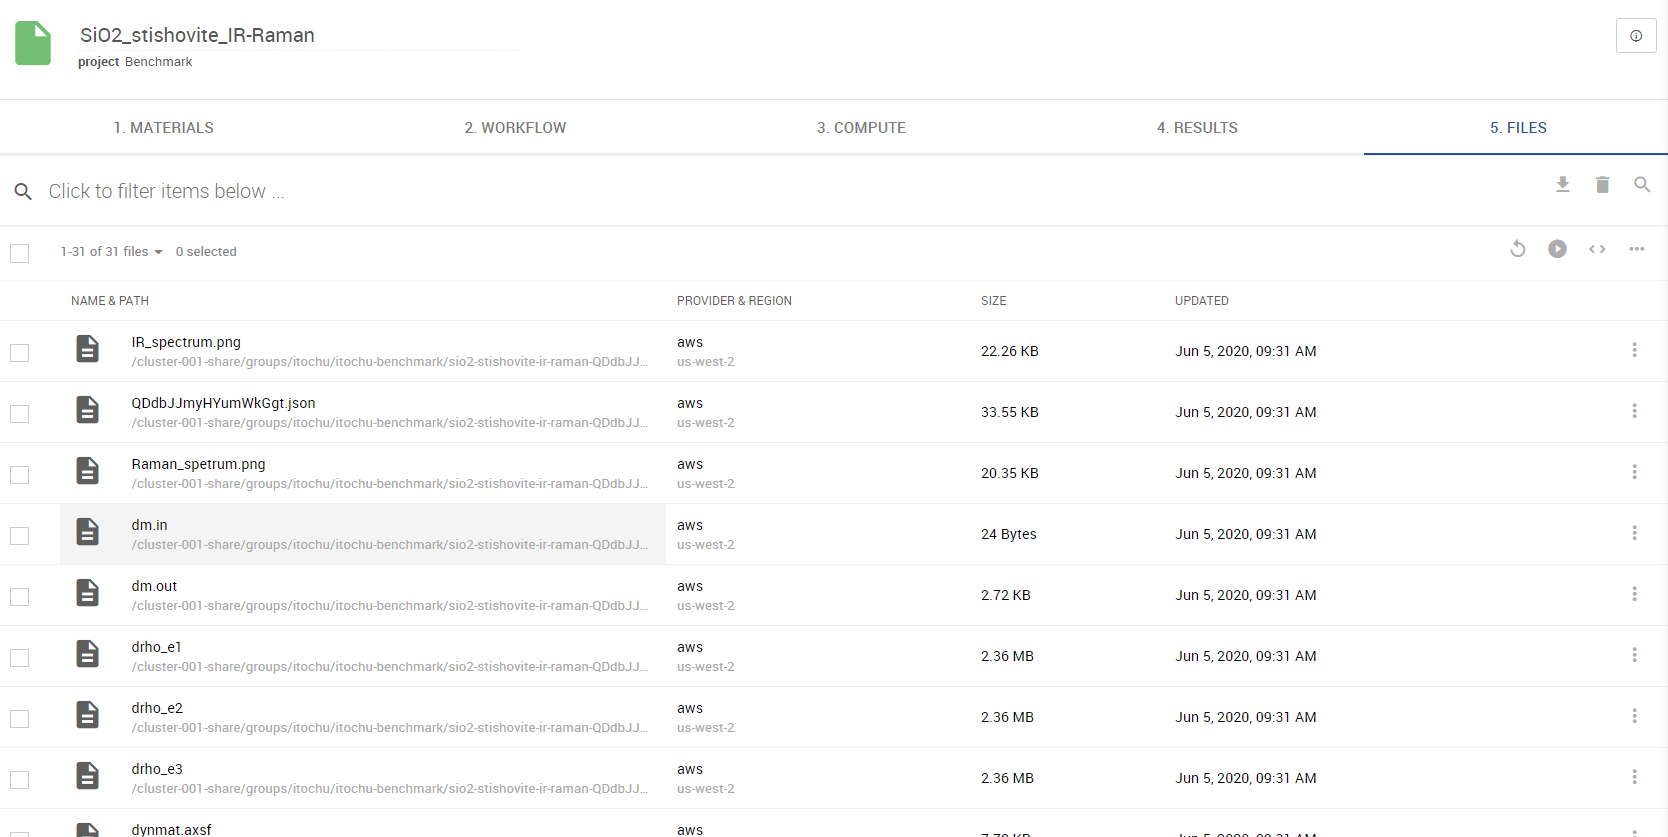 SiO2_stishovite_IR-Raman
project Benchmark
1. MATERIALS 2. WORKFLOW 3. COMPUTE 4. RESULTS 5. FILES
Click to filter items below ...
1-31 of 31 files 0 selected
NAME & PATH PROVIDER & REGION SIZE UPDATED
IR_spectrum.png aws
/cluster-001-share/groups/itochu/itochu-benchmark/sio2-stishovite-ir-raman-QDdbJJ... us-west-2 22.26 KB Jun 5, 2020, 09:31 AM
QDdbJJmyHYumWkGgt.json aws
/cluster-001-share/groups/itochu/itochu-benchmark/sio2-stishovite-ir-raman-QDdbJJ... us-west-2 33.55 KB Jun 5, 2020, 09:31 AM
Raman_spetrum.png aws
/cluster-001-share/groups/itochu/itochu-benchmark/sio2-stishovite-ir-raman-QDdbJJ... us-west-2 20.35 KB Jun 5, 2020, 09:31 AM
dm.in aws
/cluster-001-share/groups/itochu/itochu-benchmark/sio2-stishovite-ir-raman-QDdbJJ... us-west-2 24 Bytes Jun 5, 2020, 09:31 AM
dm.out aws
/cluster-001-share/groups/itochu/itochu-benchmark/sio2-stishovite-ir-raman-QDdbJJ... us-west-2 2.72 KB Jun 5, 2020, 09:31 AM
drho_e1 aws
/cluster-001-share/groups/itochu/itochu-benchmark/sio2-stishovite-ir-raman-QDdbJJ... us-west-2 2.36 MB Jun 5, 2020, 09:31 AM
drho_e2 aws
/cluster-001-share/groups/itochu/itochu-benchmark/sio2-stishovite-ir-raman-QDdbJJ... us-west-2 2.36 MB Jun 5, 2020, 09:31 AM
drho_e3 aws
/cluster-001-share/groups/itochu/itochu-benchmark/sio2-stishovite-ir-raman-QDdbJJ... us-west-2 2.36 MB Jun 5, 2020, 09:31 AM
dynmat.axsf aws